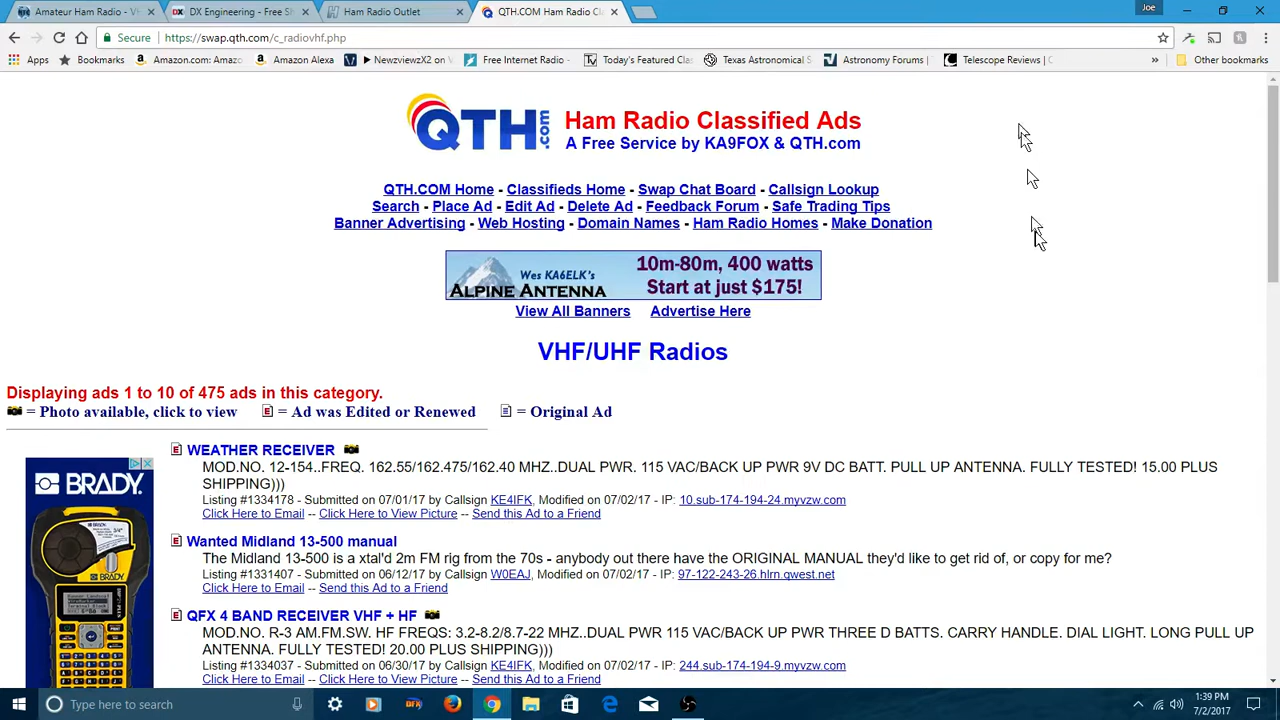 Amateur Ham Radio - VH
DX Engineering - Free Sh
Ham Radio Outlet
QTH.COM Ham Radio Cl
Joe
Secure https://swap.qth.com/c_radiovhf.php
Apps Bookmarks Amazon.com: Amazo Amazon Alexa NewzviewzX2 v Free Internet Radio - Today's Featured Clas Texas Astronomical S Astronomy Forums | Telescope Reviews | » Other bookmarks
QTH.com Ham Radio Classified Ads
A Free Service by KA9FOX & QTH.com
QTH.COM Home - Classifieds Home - Swap Chat Board - Callsign Lookup
Search - Place Ad - Edit Ad - Delete Ad - Feedback Forum - Safe Trading Tips
Banner Advertising - Web Hosting - Domain Names - Ham Radio Homes - Make Donation
Wes KA6ELK's
ALPINE ANTENNA
10m-80m, 400 watts
Start at just $175!
View All Banners Advertise Here
VHF/UHF Radios
Displaying ads 1 to 10 of 475 ads in this category.
= Photo available, click to view E = Ad was Edited or Renewed = Original Ad
BRADY.
BRADY
E WEATHER RECEIVER
MOD.NO. 12-154..FREQ. 162.55/162.475/162.40 MHZ..DUAL PWR. 115 VAC/BACK UP PWR 9V DC BATT. PULL UP ANTENNA. FULLY TESTED! 15.00 PLUS
SHIPPING)))
Listing #1334178 - Submitted on 07/01/17 by Callsign KE4IFK, Modified on 07/02/17 - IP: 10.sub-174-194-24.myvzw.com
Click Here to Email -- Click Here to View Picture -- Send this Ad to a Friend
E Wanted Midland 13-500 manual
The Midland 13-500 is a xtal'd 2m FM rig from the 70s - anybody out there have the ORIGINAL MANUAL they'd like to get rid of, or copy for me?
Listing #1331407 - Submitted on 06/12/17 by Callsign W0EAJ, Modified on 07/02/17 - IP: 97-122-243-26.hlrn.qwest.net
Click Here to Email -- Send this Ad to a Friend
E QFX 4 BAND RECEIVER VHF + HF
MOD.NO. R-3 AM.FM.SW. HF FREQS: 3.2-8.2/8.7-22 MHZ..DUAL PWR 115 VAC/BACK UP PWR THREE D BATTS. CARRY HANDLE. DIAL LIGHT. LONG PULL UP
ANTENNA. FULLY TESTED! 20.00 PLUS SHIPPING)))
Listing #1334037 - Submitted on 06/30/17 by Callsign KE4IFK, Modified on 07/02/17 - IP: 244.sub-174-194-9.myvzw.com
Click Here to Email -- Click Here to View Picture -- Send this Ad to a Friend
Type here to search
1:39 PM
7/2/2017